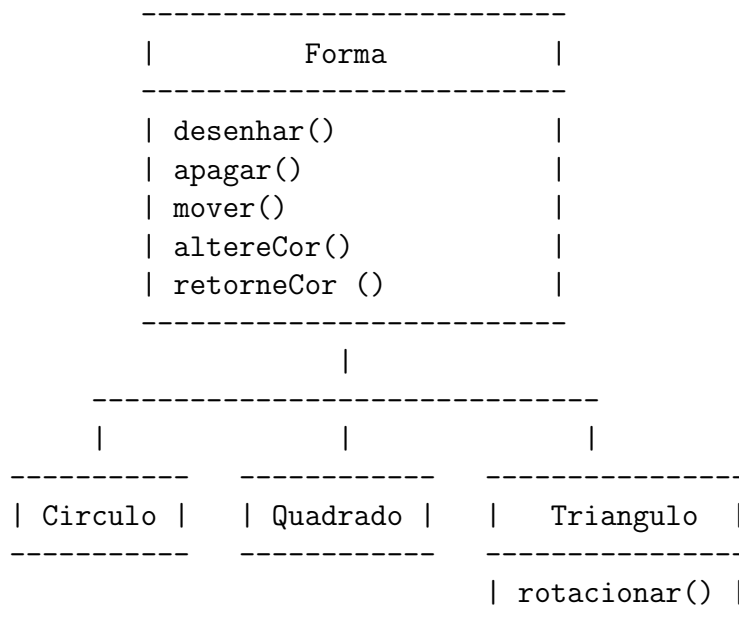 Forma
desenhar()
apagar()
mover()
altereCor()
retorneCor ()
Circulo Quadrado Triangulo
rotacionar()